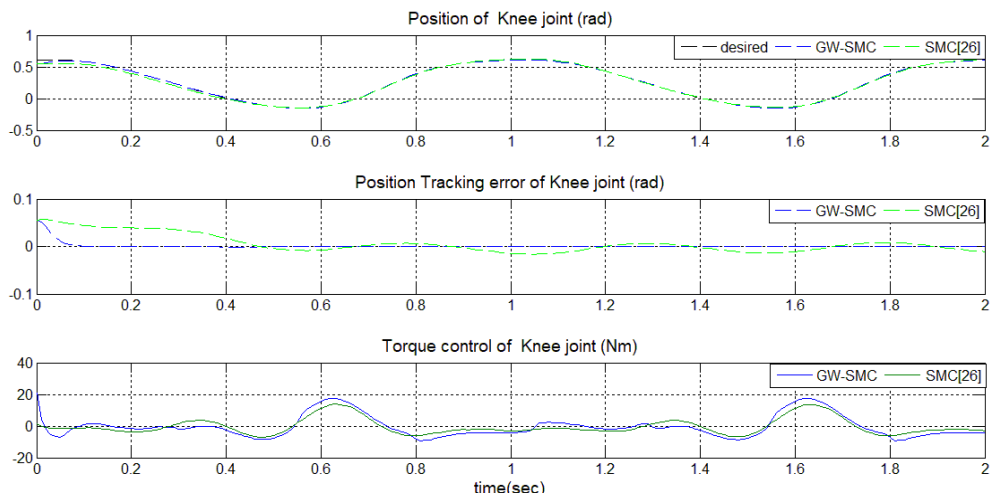 Position of Knee joint (rad)
1
desired GW-SMC SMC[26]
0.5
0
-0.5
0 0.2 0.4 0.6 0.8 1 1.2 1.4 1.6 1.8 2
Position Tracking error of Knee joint (rad)
0.1
GW-SMC SMC[26]
0
-0.1
0 0.2 0.4 0.6 0.8 1 1.2 1.4 1.6 1.8 2
Torque control of Knee joint (Nm)
40
GW-SMC SMC[26]
20
0
-20
0 0.2 0.4 0.6 0.8 1 1.2 1.4 1.6 1.8 2
time(sec)